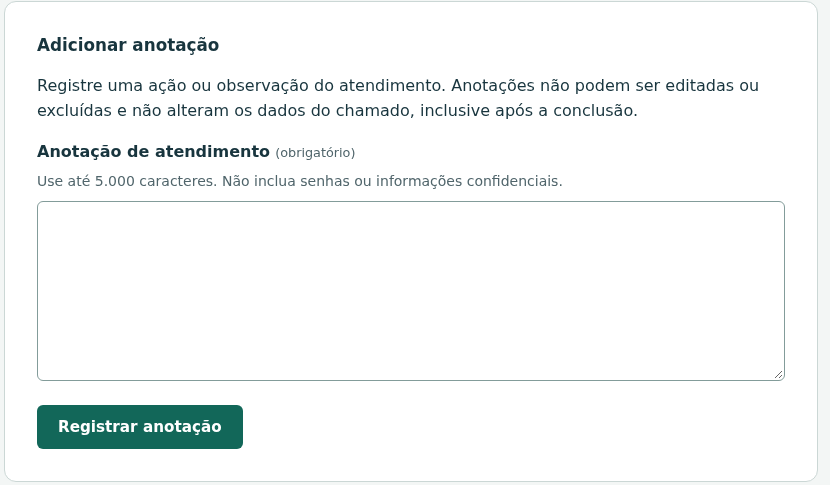 Adicionar anotação
Registre uma ação ou observação do atendimento. Anotações não podem ser editadas ou
excluídas e não alteram os dados do chamado, inclusive após a conclusão.
Anotação de atendimento (obrigatório)
Use até 5.000 caracteres. Não inclua senhas ou informações confidenciais.
Registrar anotação